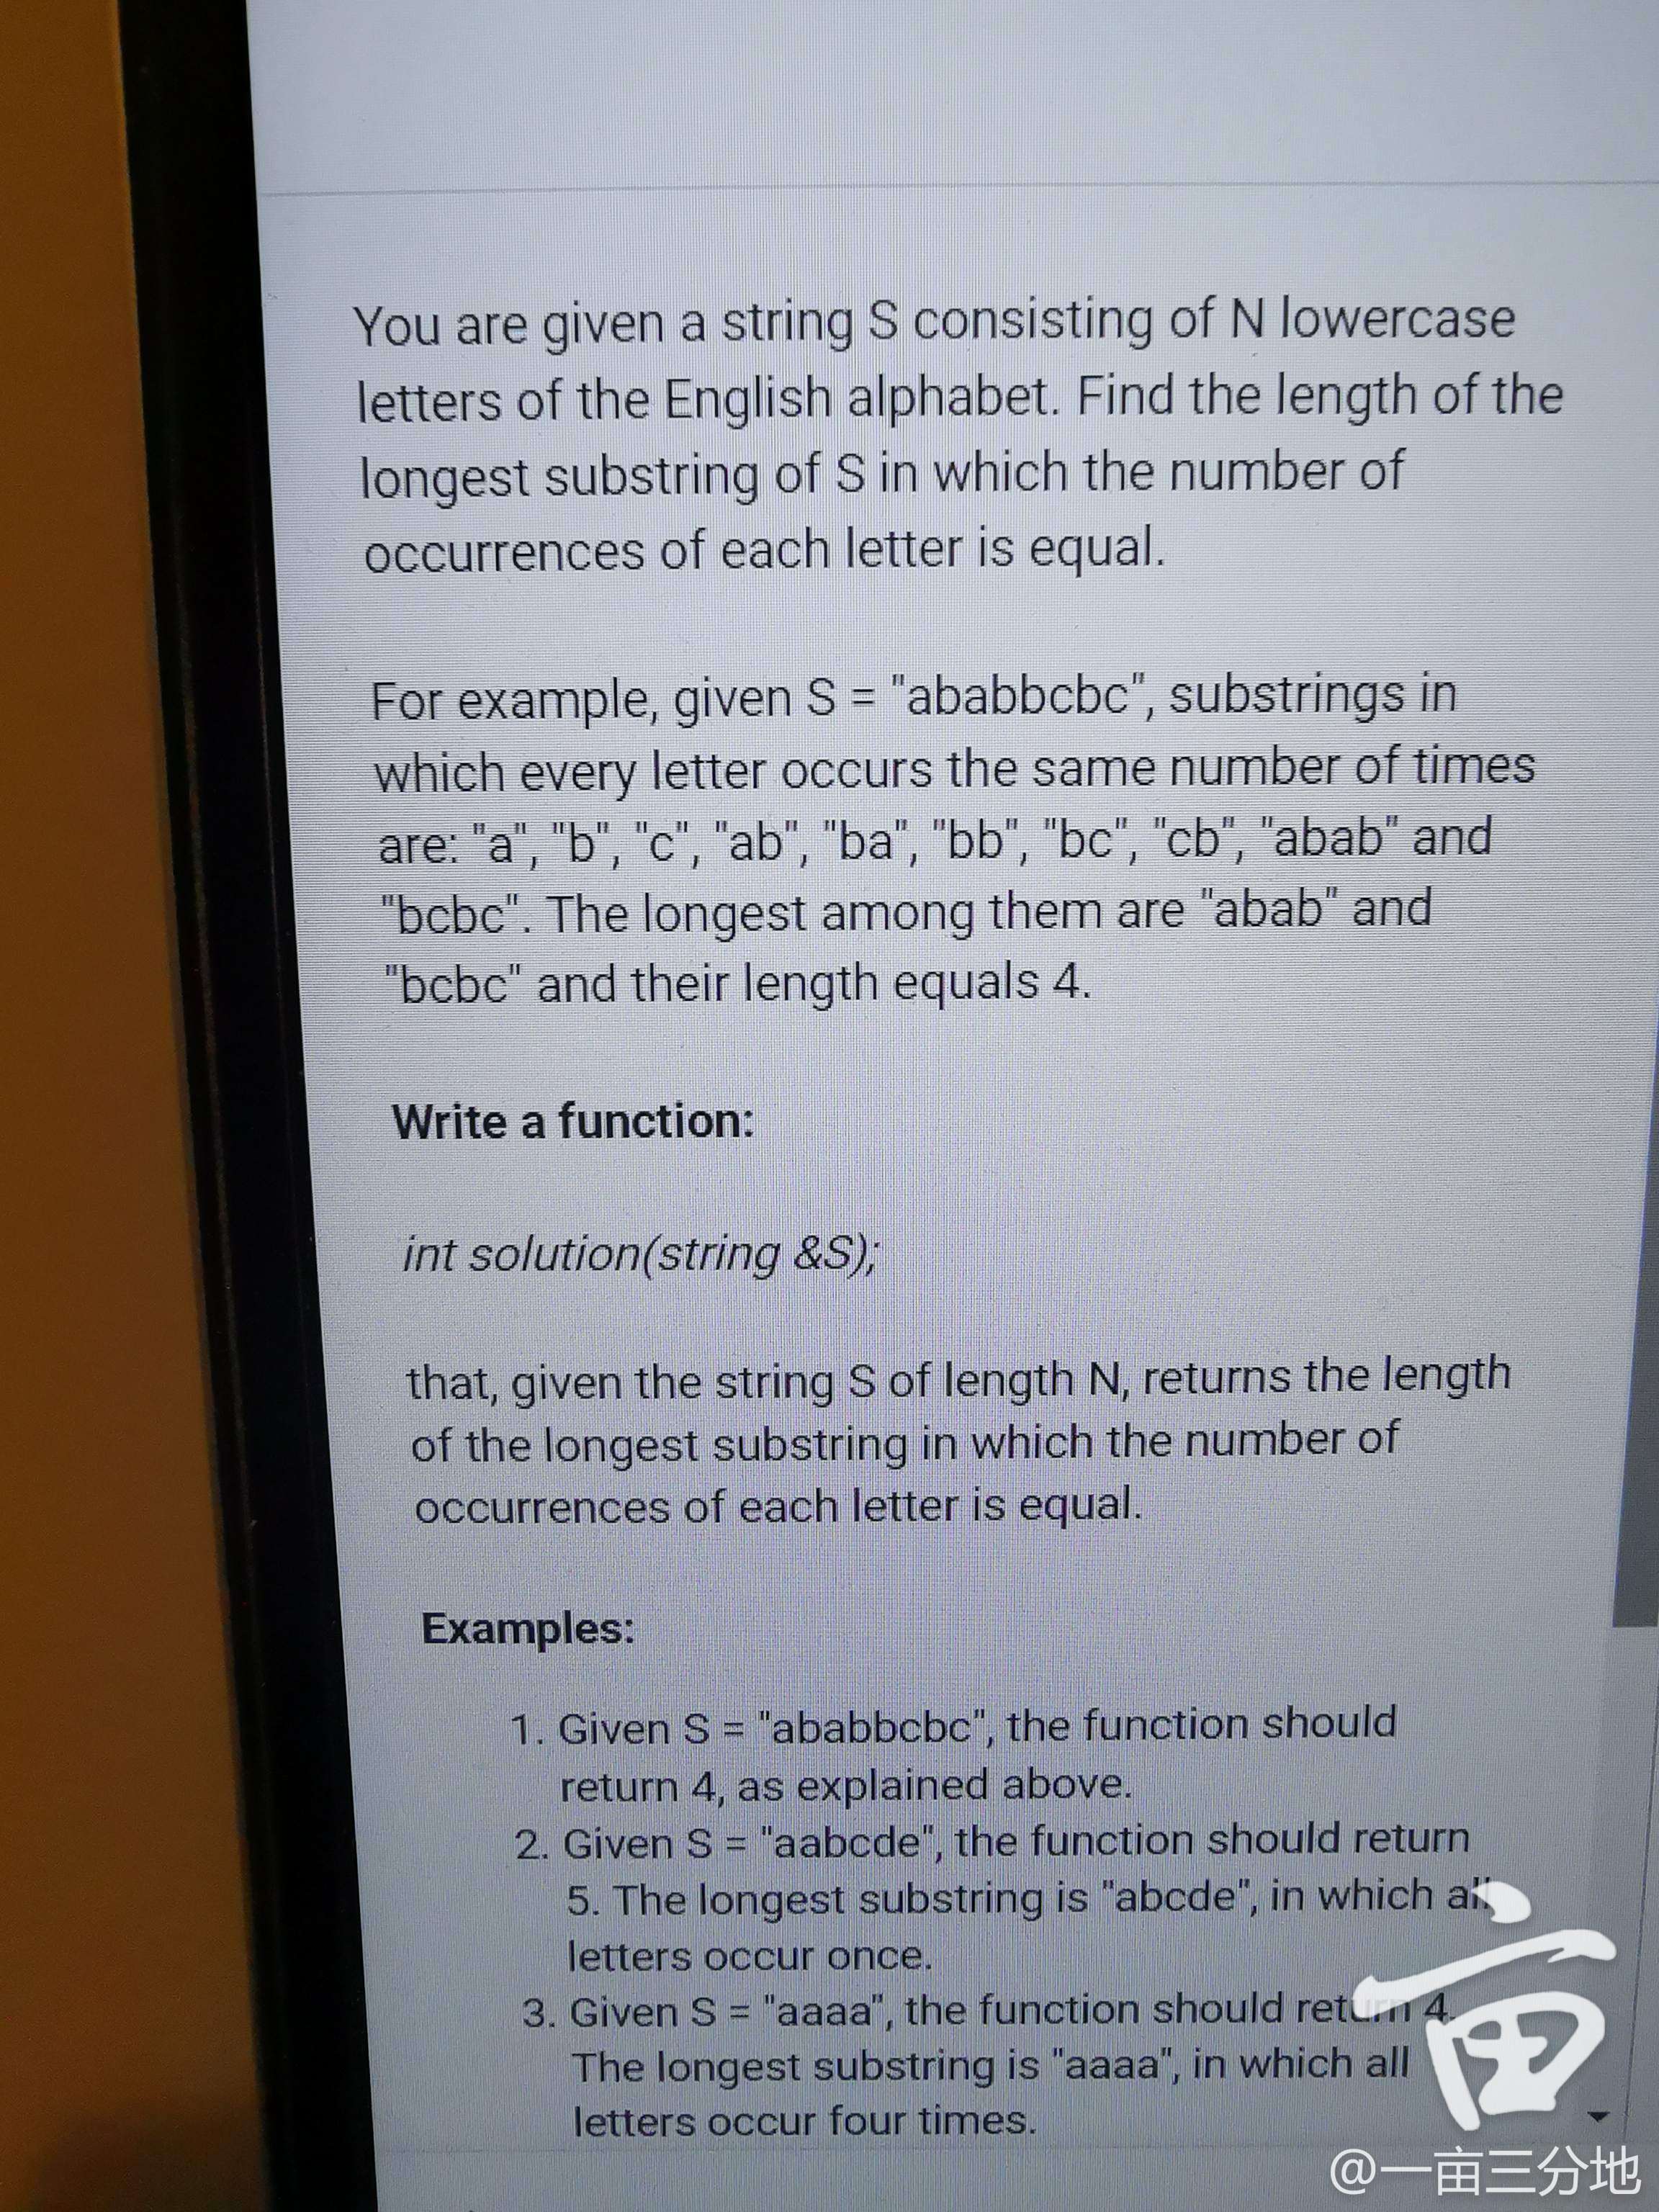 You are given a string S consisting of N lowercase
letters of the English alphabet. Find the length of the
longest substring of S in which the number of
occurrences of each letter is equal.
For example, given S = "ababbcbc", substrings in
which every letter occurs the same number of times
are: "a", "b", "c", "ab", "ba", "bb", "bc", "cb", "abab" and
"bcbc". The longest among them are "abab" and
"bcbc" and their length equals 4.
Write a function:
int solution(string &S);
that, given the string S of length N, returns the length
of the longest substring in which the number of
occurrences of each letter is equal.
Examples:
1. Given S = "ababbcbc", the function should
return 4, as explained above.
2. Given S = "aabcde", the function should return
5. The longest substring is "abcde", in which all
letters occur once.
3. Given S = "aaaa", the function should return 4.
The longest substring is "aaaa", in which all
letters occur four times.
亩
@一亩三分地